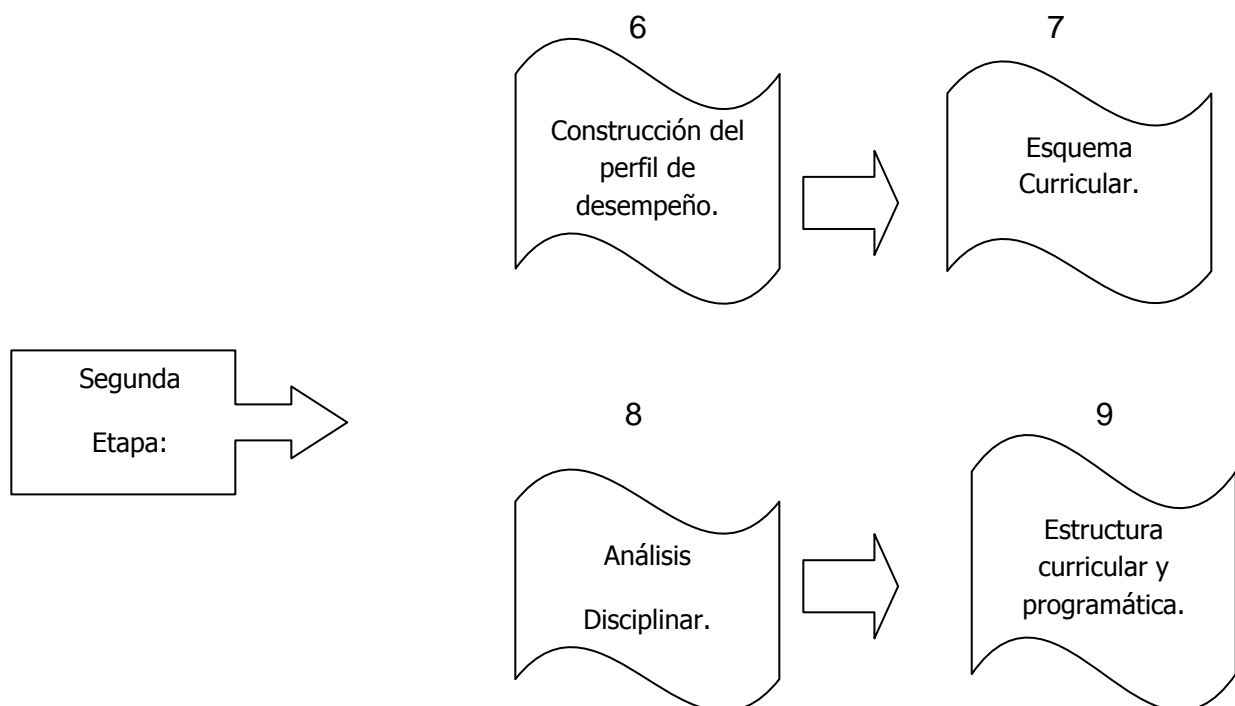 6
Construcción del
perfil de
desempeño.
7
Esquema
Curricular.
Segunda
Etapa:
8
Análisis
Disciplinar.
9
Estructura
curricular y
programática.